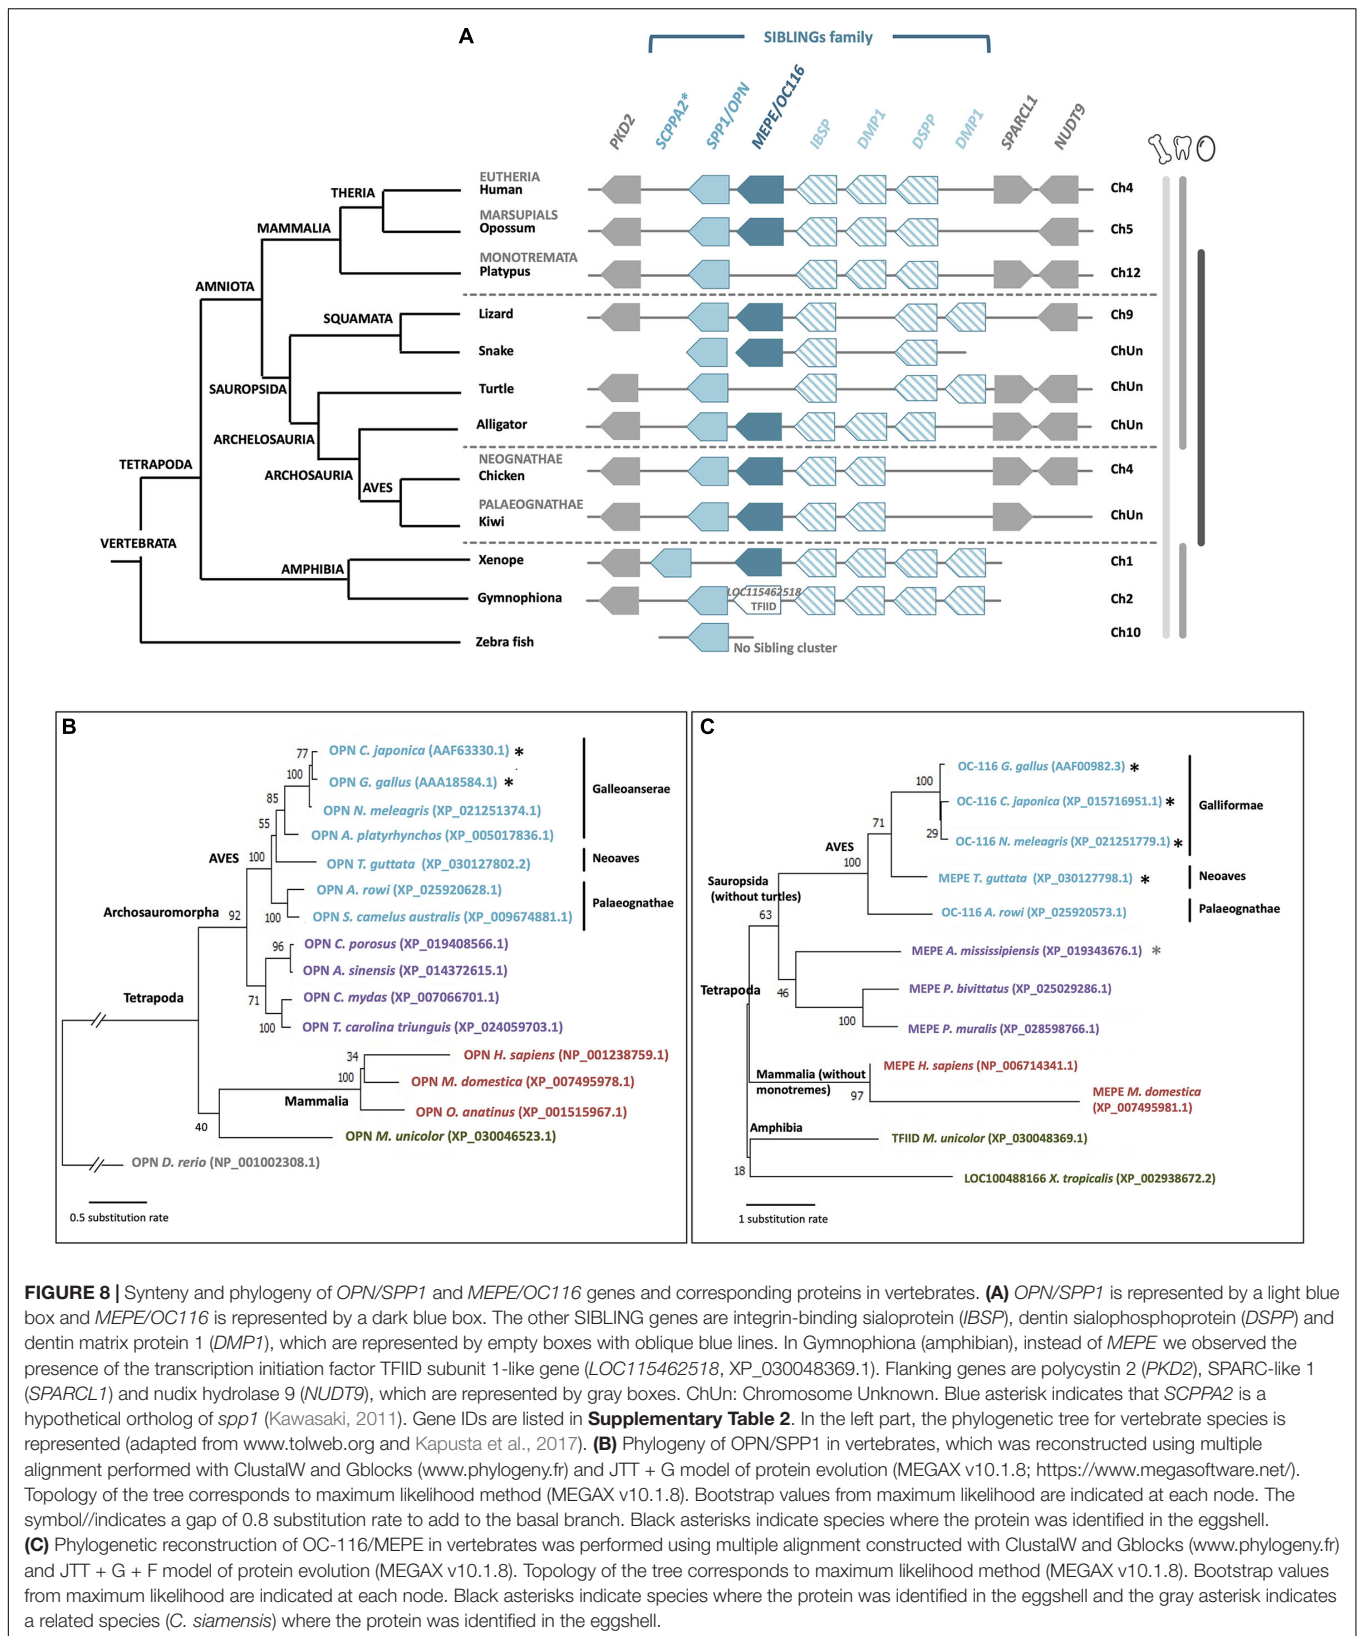 A
SIBLINGs family
PKD2
SCPPA2*
SPP1/OPN
MEPE/OC116
IBSP
DMP1
DSPP
DMP1
SPARCL1
NUDT9
EUTHERIA
Human
Ch4
THERIA
MARSUPIALS
Opossum
Ch5
MAMMALIA
MONOTREMATA
Platypus
Ch12
AMNIOTA
Lizard
Ch9
SQUAMATA
Snake
ChUn
SAUROPSIDA
Turtle
ChUn
Alligator
ChUn
ARCHELOSAURIA
NEOGNATHAE
Chicken
Ch4
TETRAPODA
ARCHOSAURIA
AVES
PALAEOGNATHAE
Kiwi
ChUn
VERTEBRATA
Xenope
Ch1
AMPHIBIA
Gymnophiona
LOC115462518
TFIID
Ch2
Zebra fish
No Sibling cluster
Ch10
B
77
OPN C. japonica (AAF63330.1) *
100
OPN G. gallus (AAA18584.1) *
85
OPN N. meleagris (XP_021251374.1)
Galleoanserae
55
OPN A. platyrhynchos (XP_005017836.1)
AVES
100
OPN T. guttata (XP_030127802.2)
Neoaves
OPN A. rowi (XP_025920628.1)
100
OPN S. camelus australis (XP_009674881.1)
Palaeognathae
Archosauromorpha
92
96
OPN C. porosus (XP_019408566.1)
OPN A. sinensis (XP_014372615.1)
71
OPN C. mydas (XP_007066701.1)
Tetrapoda
100
OPN T. carolina triunguis (XP_024059703.1)
34
OPN H. sapiens (NP_001238759.1)
100
OPN M. domestica (XP_007495978.1)
Mammalia
OPN O. anatinus (XP_001515967.1)
40
OPN M. unicolor (XP_030046523.1)
OPN D. rerio (NP_001002308.1)
0.5 substitution rate
C
OC-116 G. gallus (AAF00982.3) *
100
OC-116 C. japonica (XP_015716951.1) *
Galliformae
71
29
OC-116 N. meleagris (XP_021251779.1) *
AVES
100
MEPE T. guttata (XP_030127798.1) *
Neoaves
Sauropsida
(without turtles)
OC-116 A. rowi (XP_025920573.1)
Palaeognathae
63
MEPE A. mississipiensis (XP_019343676.1) *
Tetrapoda
46
MEPE P. bivittatus (XP_025029286.1)
100
MEPE P. muralis (XP_028598766.1)
Mammalia (without
monotremes)
MEPE H. sapiens (NP_006714341.1)
97
MEPE M. domestica
(XP_007495981.1)
Amphibia
TFIID M. unicolor (XP_030048369.1)
18
LOC100488166 X. tropicalis (XP_002938672.2)
1 substitution rate
FIGURE 8 | Synteny and phylogeny of OPN/SPP1 and MEPE/OC116 genes and corresponding proteins in vertebrates. (A) OPN/SPP1 is represented by a light blue
box and MEPE/OC116 is represented by a dark blue box. The other SIBLING genes are integrin-binding sialoprotein (IBSP), dentin sialophosphoprotein (DSPP) and
dentin matrix protein 1 (DMP1), which are represented by empty boxes with oblique blue lines. In Gymnophiona (amphibian), instead of MEPE we observed the
presence of the transcription initiation factor TFIID subunit 1-like gene (LOC115462518, XP_030048369.1). Flanking genes are polycystin 2 (PKD2), SPARC-like 1
(SPARCL1) and nudix hydrolase 9 (NUDT9), which are represented by gray boxes. ChUn: Chromosome Unknown. Blue asterisk indicates that SCPPA2 is a
hypothetical ortholog of spp1 (Kawasaki, 2011). Gene IDs are listed in Supplementary Table 2. In the left part, the phylogenetic tree for vertebrate species is
represented (adapted from www.tolweb.org and Kapusta et al., 2017). (B) Phylogeny of OPN/SPP1 in vertebrates, which was reconstructed using multiple
alignment performed with ClustalW and Gblocks (www.phylogeny.fr) and JTT + G model of protein evolution (MEGAX v10.1.8; https://www.megasoftware.net/).
Topology of the tree corresponds to maximum likelihood method (MEGAX v10.1.8). Bootstrap values from maximum likelihood are indicated at each node. The
symbol//indicates a gap of 0.8 substitution rate to add to the basal branch. Black asterisks indicate species where the protein was identified in the eggshell.
(C) Phylogenetic reconstruction of OC-116/MEPE in vertebrates was performed using multiple alignment constructed with ClustalW and Gblocks (www.phylogeny.fr)
and JTT + G + F model of protein evolution (MEGAX v10.1.8). Topology of the tree corresponds to maximum likelihood method (MEGAX v10.1.8). Bootstrap values
from maximum likelihood are indicated at each node. Black asterisks indicate species where the protein was identified in the eggshell and the gray asterisk indicates
a related species (C. siamensis) where the protein was identified in the eggshell.